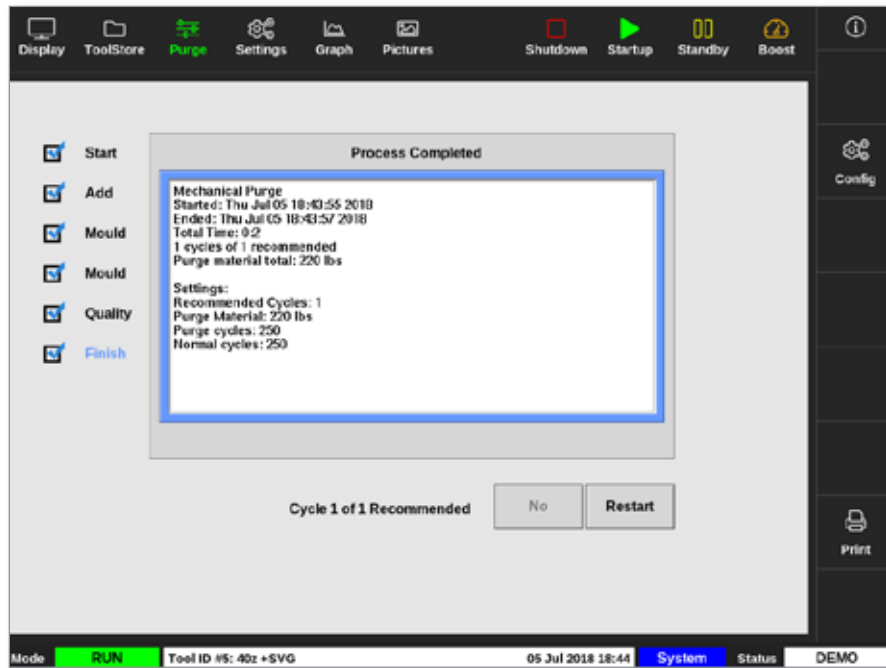 Display ToolStore Purge Settings Graph Pictures Shutdown Startup Standby Boost
Config
Print
Start
Add
Mould
Mould
Quality
Finish
Process Completed
Mechanical Purge
Started: Thu Jul 05 18:43:55 2018
Ended: Thu Jul 05 18:43:57 2018
Total Time: 0:2
1 cycles of 1 recommended
Purge material total: 220 lbs
Settings:
Recommended Cycles: 1
Purge Material: 220 lbs
Purge cycles: 250
Normal cycles: 250
Cycle 1 of 1 Recommended No Restart
Mode RUN Tool ID #5: 40z +SVG 05 Jul 2018 18:44 System Status DEMO